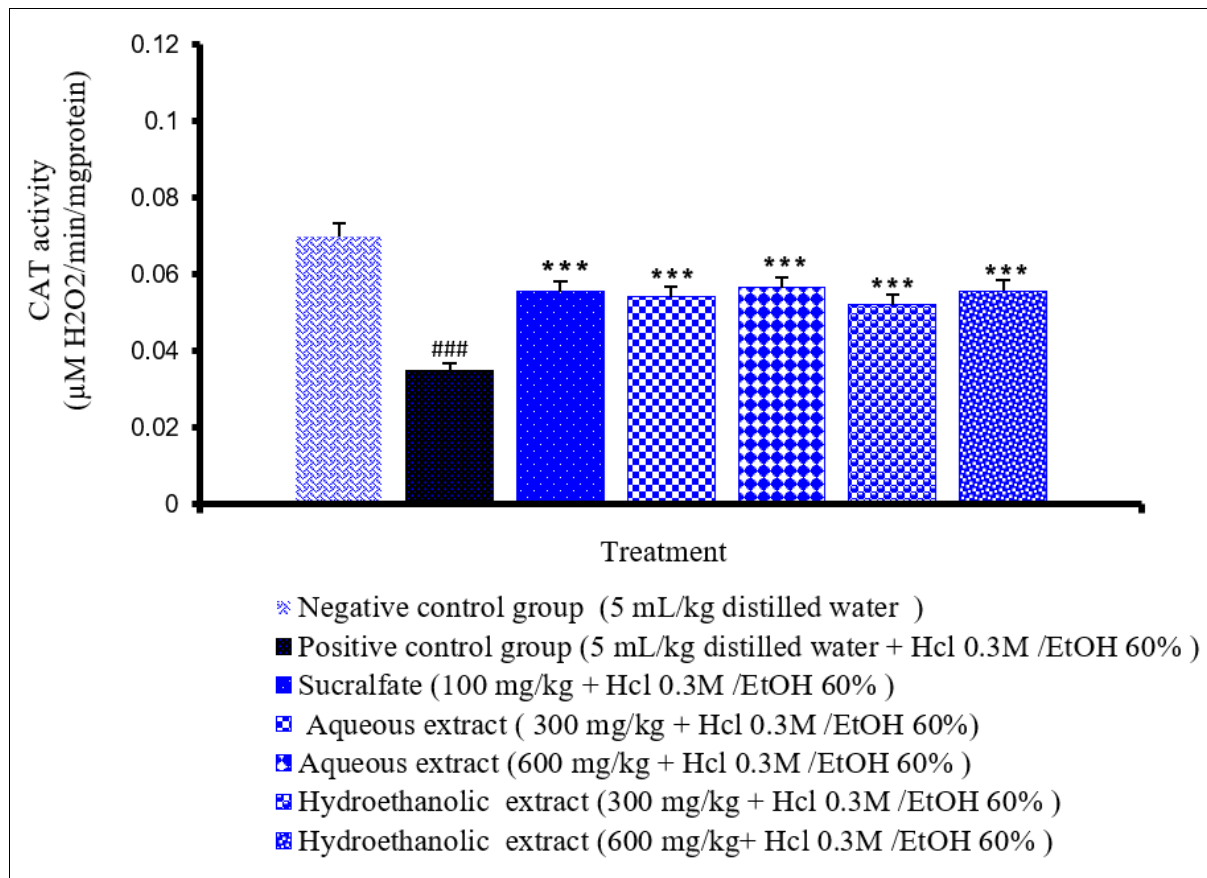 0.12
0.1
0.08
0.06
0.04
0.02
0
CAT activity
(µM H2O2/min/mgprotein)
###
***
***
***
***
***
Treatment
Negative control group (5 mL/kg distilled water )
Positive control group (5 mL/kg distilled water + Hcl 0.3M /EtOH 60% )
Sucralfate (100 mg/kg + Hcl 0.3M /EtOH 60% )
Aqueous extract ( 300 mg/kg + Hcl 0.3M /EtOH 60%)
Aqueous extract (600 mg/kg + Hcl 0.3M /EtOH 60% )
Hydroethanolic extract (300 mg/kg + Hcl 0.3M /EtOH 60% )
Hydroethanolic extract (600 mg/kg+ Hcl 0.3M /EtOH 60% )